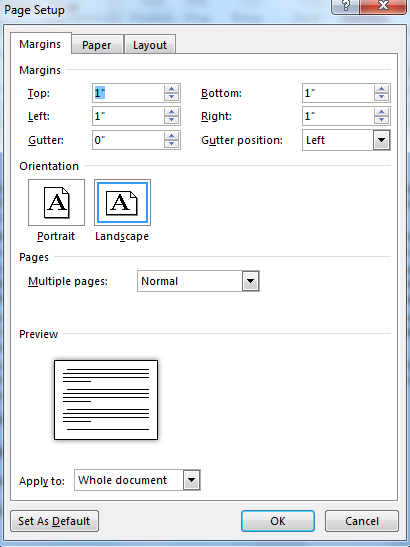 Page Setup
Margins Paper Layout
Margins
Top: 1" Bottom: 1"
Left: 1" Right: 1"
Gutter: 0" Gutter position: Left
Orientation
A A
Portrait Landscape
Pages
Multiple pages: Normal
Preview
Apply to: Whole document
Set As Default OK Cancel